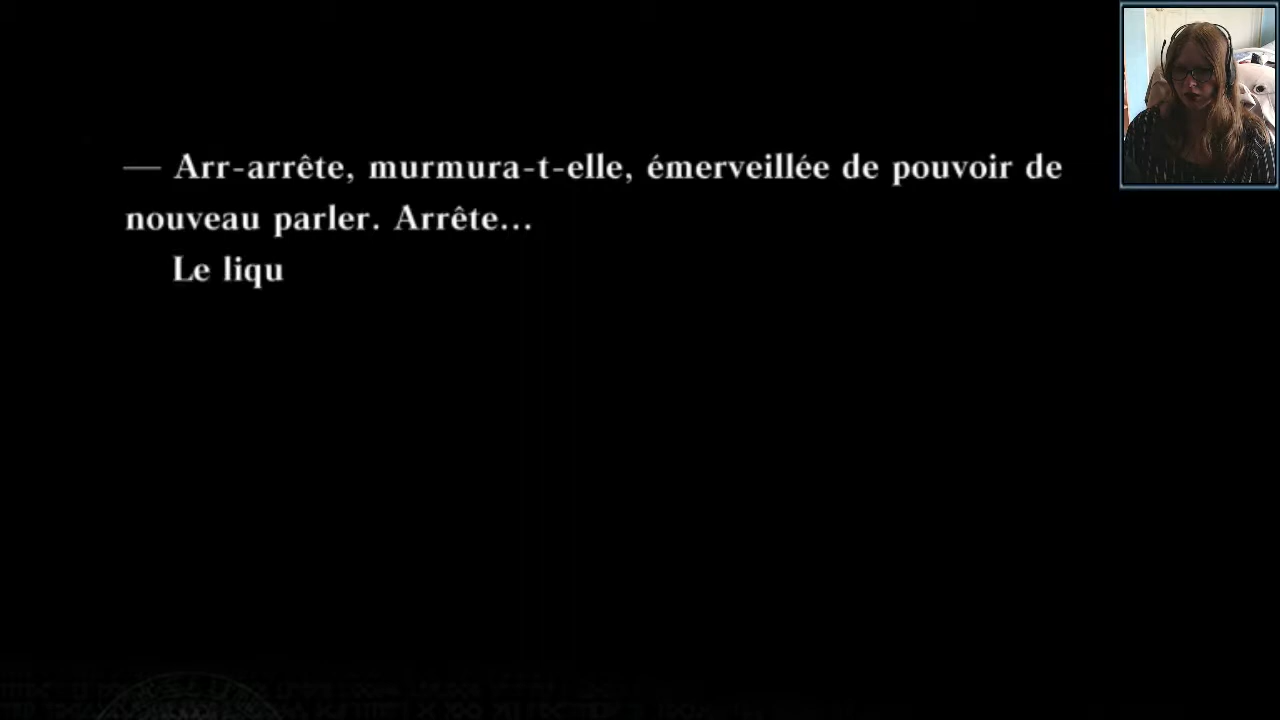 — Arr-arrête, murmura-t-elle, émerveillée de pouvoir de
nouveau parler. Arrête...
Le liqu